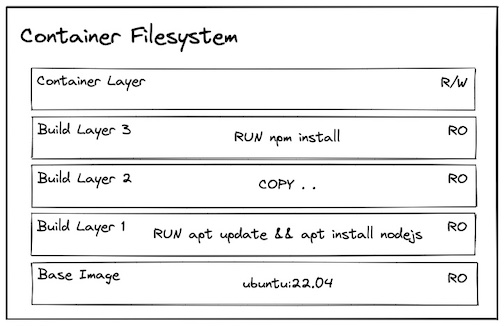 Container Filesystem
Container Layer R/W
Build Layer 3 RUN npm install RO
Build Layer 2 COPY . . RO
Build Layer 1 RUN apt update && apt install nodejs RO
Base Image ubuntu:22.04 RO